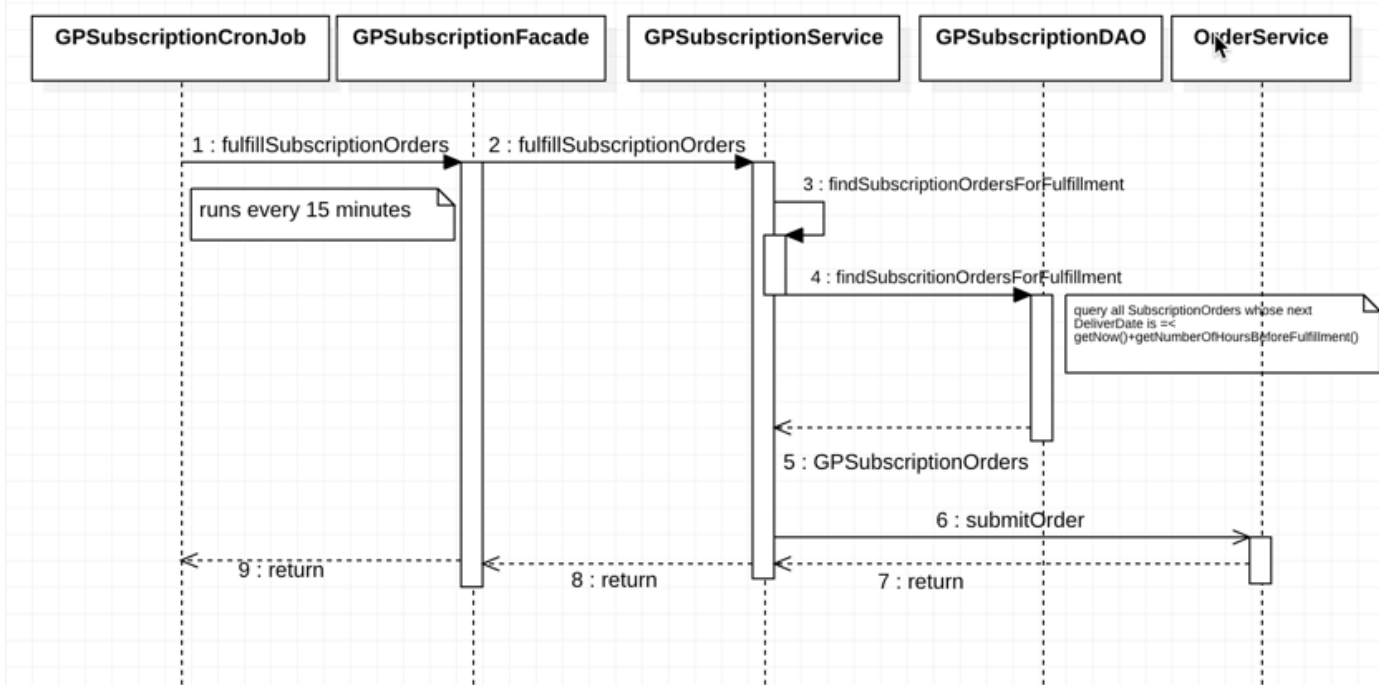 GPSubscriptionCronJob
GPSubscriptionFacade
GPSubscriptionService
GPSubscriptionDAO
OrderService
1 : fulfillSubscriptionOrders
2 : fulfillSubscriptionOrders
runs every 15 minutes
3 : findSubscriptionOrdersForFulfillment
4 : findSubscritionOrdersForFulfillment
query all SubscriptionOrders whose next
DeliverDate is =<
getNow()+getNumberOfHoursBeforeFulfillment()
5 : GPSubscriptionOrders
6 : submitOrder
7 : return
8 : return
9 : return